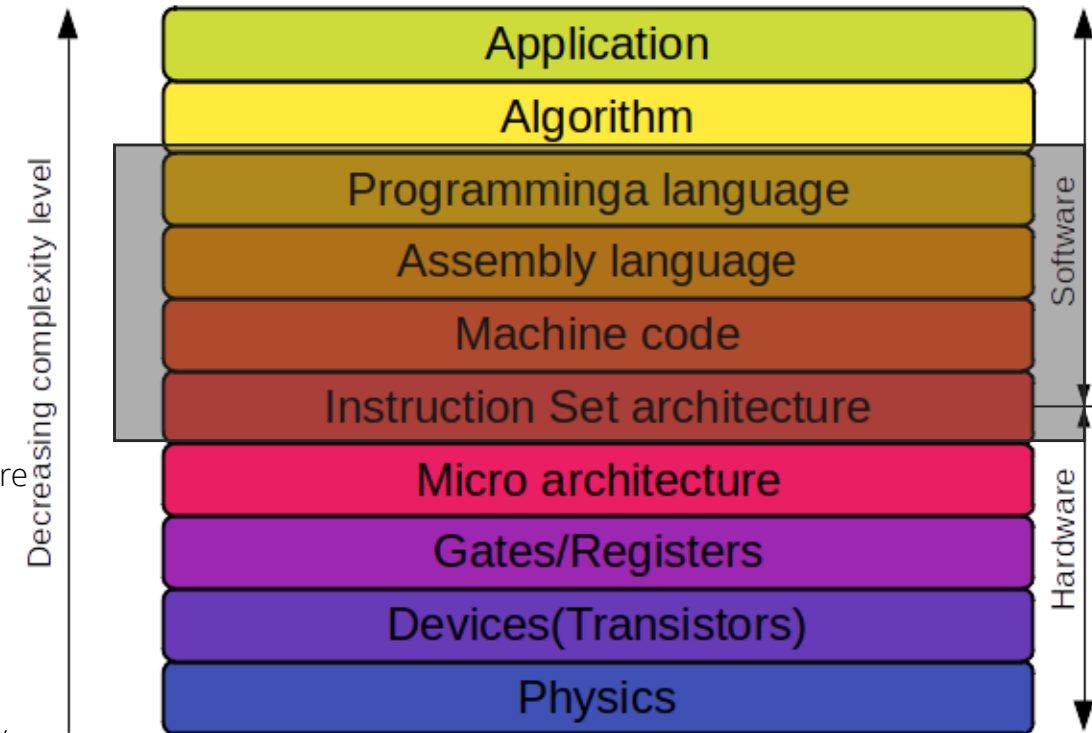 Application
Algorithm
Programminga language
Assembly language
Machine code
Instruction Set architecture
Micro architecture
Gates/Registers
Devices(Transistors)
Physics
Decreasing complexity level
re
Software
Hardware